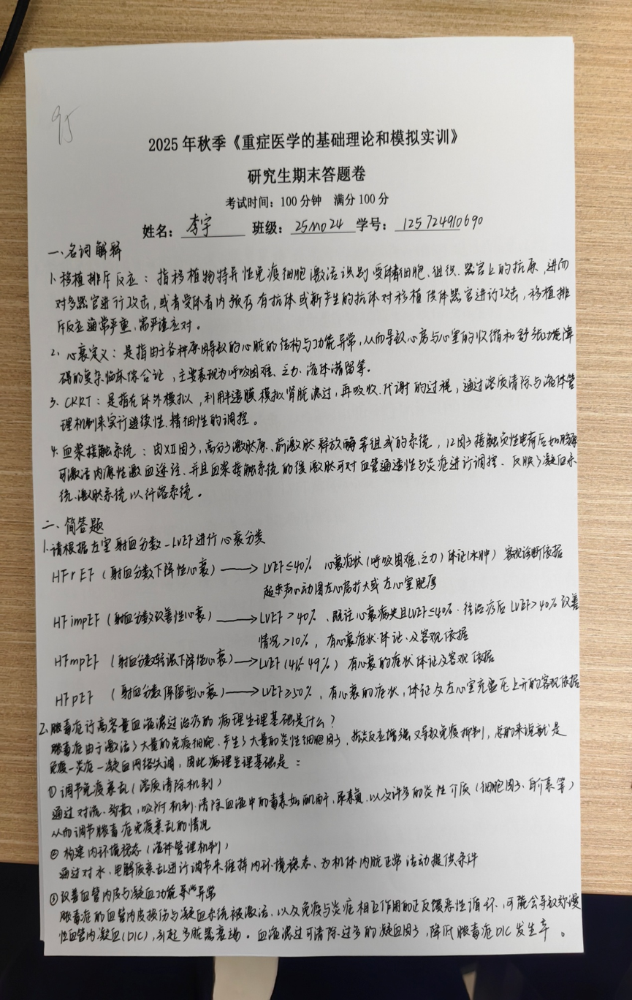 95
2025年秋季《重症医学的基础理论和模拟实训》
研究生期末答题卷
考试时间：100分钟 满分100分
姓名：李宇 班级：25M024 学号：125724910690
一、名词解释
1. 移植排斥反应：指移植物特异性免疫细胞激活识别受体者细胞、组织、器官上的抗原，进而
对多器官进行攻击，或者受体者内预存有抗体或新产生的抗体对移植供体器官进行攻击，移植排
斥反应通常严重，需严谨应对。
2. 心衰定义：是指由于各种原因导致的心脏的结构与功能异常，从而导致心房与心室的收缩和舒张功能障
碍的复杂临床综合征，主要表现为呼吸困难、乏力、液体潴留等。
3. CKRT：是指在体外模拟，利用半透膜模拟肾脏滤过，再吸收、代谢的过程，通过溶质清除与液体管
理机制来实行连续性、精细性的调控。
4. 血浆接触系统：由XII因子，高分子激肽原、前激肽释放酶等组成的系统，12因子接触负性电荷后如胶原
可激活内源性凝血途径、并且血浆接触系统的缓激肽可对血管通透性与炎症进行调控、反映了凝血系
统、激肽系统以纤溶系统。
二、简答题
1. 请根据左室射血分数-LVEF进行心衰分类
HFrEF（射血分数下降性心衰）→ LVEF≤40% 心衰症状（呼吸困难、乏力）体征（水肿） 客观诊断依据
超声心动图左心房扩大或左心室肥厚
HFimpEF（射血分数改善性心衰）→ LVEF>40%、既往心衰病史且LVEF≤40%. 经治疗后LVEF>40% 改善
情况>10%，有心衰症状、体征、及客观依据
HFmpEF（射血分数轻微下降性心衰）→ LVEF(41%-49%) 有心衰的症状体征及客观依据
HFpEF（射血分数保留型心衰）→ LVEF≥50%，有心衰的症状，体征及左心室充盈压上升的客观依据
2. 脓毒症行高容量血液滤过治疗的病理生理基础是什么？
脓毒症由于激活了大量的免疫细胞、产生了大量的炎性细胞因子，抗炎反应增强又导致免疫抑制，总的来说就是
免疫-炎症-凝血网络失调，因此病理生理基础是：
① 调节免疫紊乱（溶质清除机制）
通过对流、弥散，吸附机制、清除血液中的毒素如肌酐，尿素氮，以及许多的炎性介质（细胞因子、白介素等）
从而调节脓毒症免疫紊乱的情况
② 构建内环境稳态（液体管理机制）
通过对水、电解质紊乱进行调节来维持内环境稳态、为机体内脏正常活动提供条件
③ 改善血管内皮与凝血功能异常
脓毒症的血管内皮损伤与凝血系统被激活，以及免疫与炎症相互作用的正反馈恶性循环，可能会导致弥漫
性血管内凝血（DIC），引起多脏器衰竭。血液滤过可清除过多的凝血因子，降低脓毒症DIC发生率。